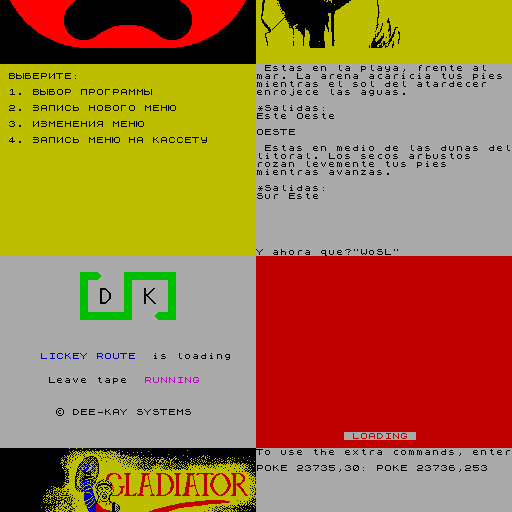 ВЫБЕРИТЕ:
1. ВЫБОР ПРОГРАММЫ
2. ЗАПИСЬ НОВОГО МЕНЮ
3. ИЗМЕНЕНИЯ МЕНЮ
4. ЗАПИСЬ МЕНЮ НА КАССЕТУ
Estas en la playa, frente al
mar. La arena acaricia tus pies
mientras el sol del atardecer
enrojece las aguas.
*Salidas:
Este Oeste
OESTE
Estas en medio de las dunas del
litoral. Los secos arbustos
rozan levemente tus pies
mientras avanzas.
*Salidas:
Sur Este
Y ahora que?"WoSL"
D K
LICKEY ROUTE is loading
Leave tape RUNNING
© DEE-KAY SYSTEMS
LOADING
GLADIATOR
To use the extra commands, enter
POKE 23735,30: POKE 23736,253